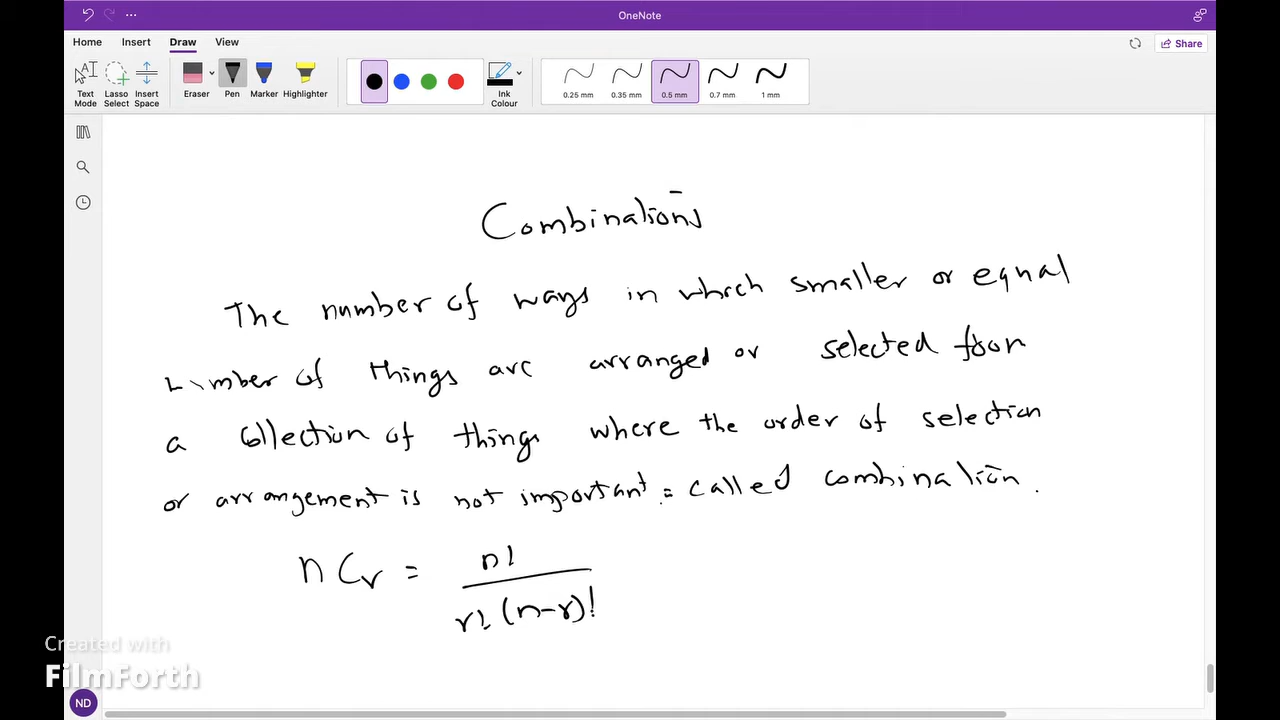 OneNote
Home Insert Draw View
Share
Text Mode
Lasso Select
Insert Space
Eraser
Pen
Marker
Highlighter
Ink Colour
0.25 mm
0.35 mm
0.5 mm
0.7 mm
1 mm
Combinations
The number of ways in which smaller or equal
number of things are arranged or selected from
a collection of things where the order of selection
or arrangement is not important = called combination.
nCr = n! / r! (n-r)!
Created with
FilmForth
ND